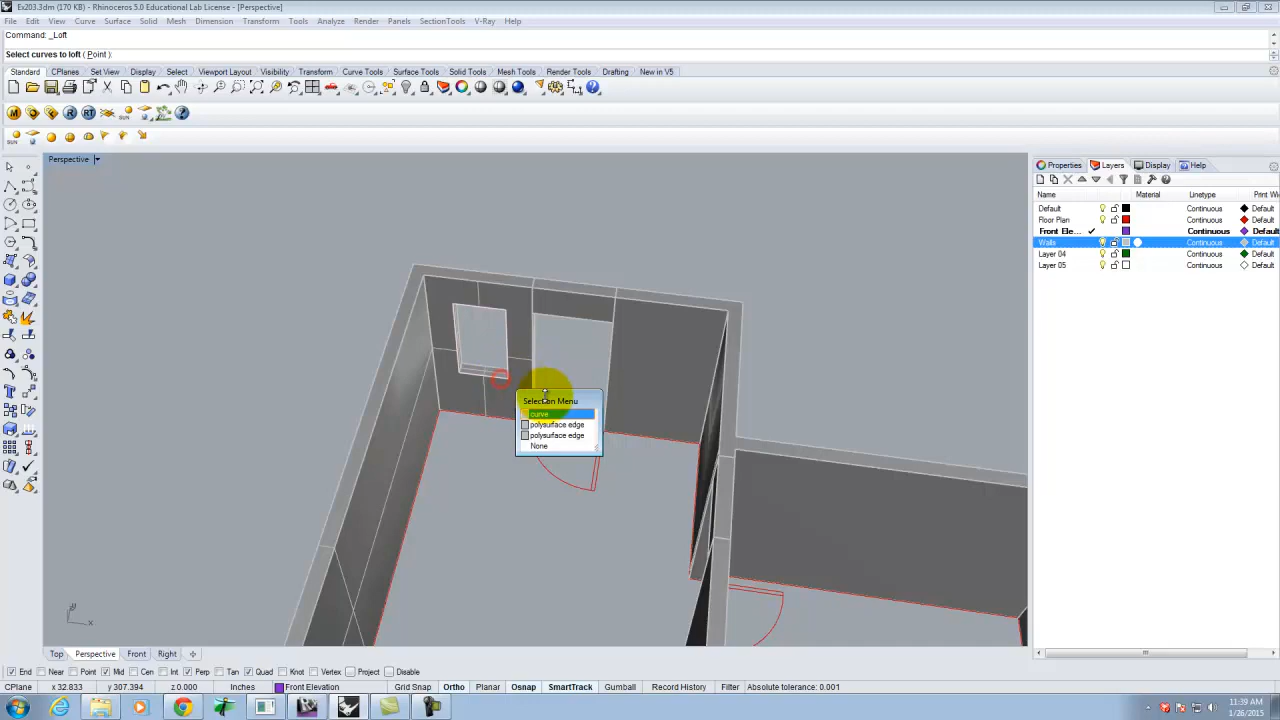 Ex203.3dm (170 KB) - Rhinoceros 5.0 Educational Lab License - [Perspective]
File Edit View Curve Surface Solid Mesh Dimension Transform Tools Analyze Render Panels SectionTools V-Ray Help
Command: _Loft
Select curves to loft ( Point ):
Standard CPlanes Set View Display Select Viewport Layout Visibility Transform Curve Tools Surface Tools Solid Tools Mesh Tools Render Tools Drafting New in V5
Perspective
Properties Layers Display Help
Name Material Linetype Print Wi
Default Continuous Default
Floor Plan Continuous Default
Front Ele... Continuous Default
Walls Continuous Default
Layer 04 Continuous Default
Layer 05 Continuous Default
Selection Menu
curve
polysurface edge
polysurface edge
None
Top Perspective Front Right
End Near Point Mid Cen Int Perp Tan Quad Knot Vertex Project Disable
CPlane x 32.833 y 307.394 z 0.000 Inches Front Elevation Grid Snap Ortho Planar Osnap SmartTrack Gumball Record History Filter Absolute tolerance: 0.001
11:39 AM
1/26/2015